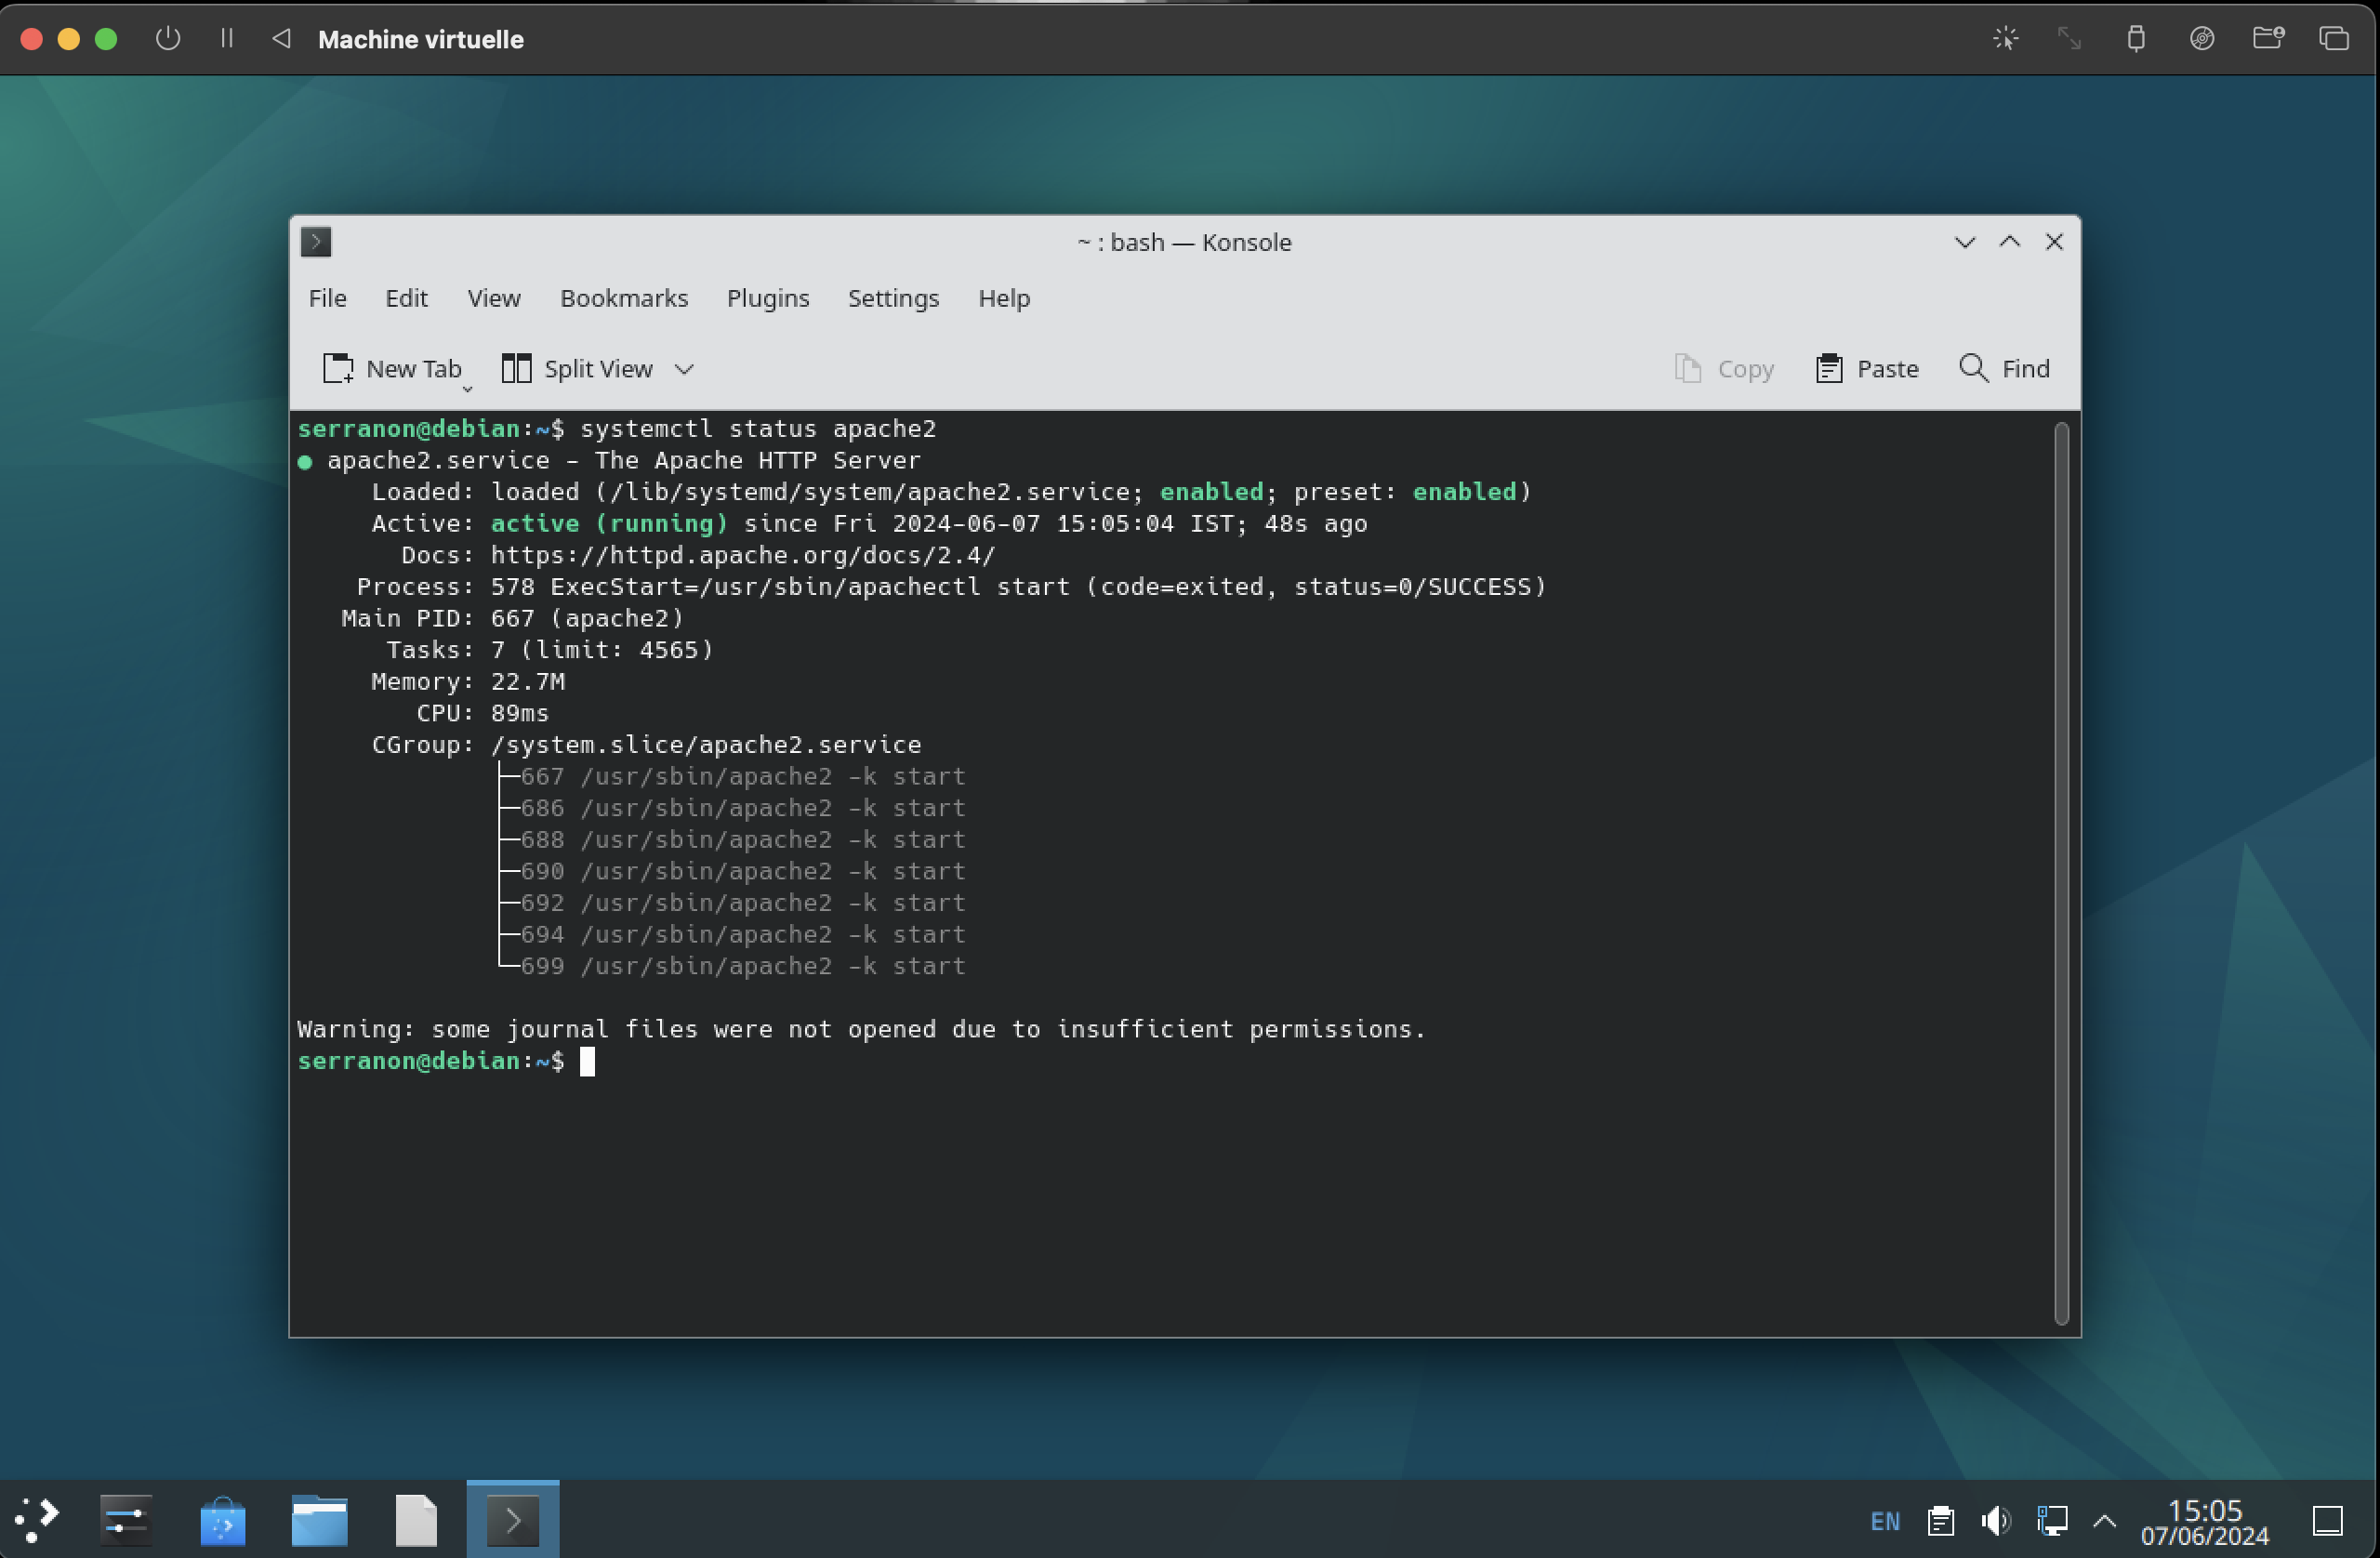 Machine virtuelle
~ : bash — Konsole
File Edit View Bookmarks Plugins Settings Help
New Tab Split View Copy Paste Find
serranon@debian:~$ systemctl status apache2
● apache2.service - The Apache HTTP Server
Loaded: loaded (/lib/systemd/system/apache2.service; enabled; preset: enabled)
Active: active (running) since Fri 2024-06-07 15:05:04 IST; 48s ago
Docs: https://httpd.apache.org/docs/2.4/
Process: 578 ExecStart=/usr/sbin/apachectl start (code=exited, status=0/SUCCESS)
Main PID: 667 (apache2)
Tasks: 7 (limit: 4565)
Memory: 22.7M
CPU: 89ms
CGroup: /system.slice/apache2.service
├─667 /usr/sbin/apache2 -k start
├─686 /usr/sbin/apache2 -k start
├─688 /usr/sbin/apache2 -k start
├─690 /usr/sbin/apache2 -k start
├─692 /usr/sbin/apache2 -k start
├─694 /usr/sbin/apache2 -k start
└─699 /usr/sbin/apache2 -k start
Warning: some journal files were not opened due to insufficient permissions.
serranon@debian:~$
EN 15:05
07/06/2024